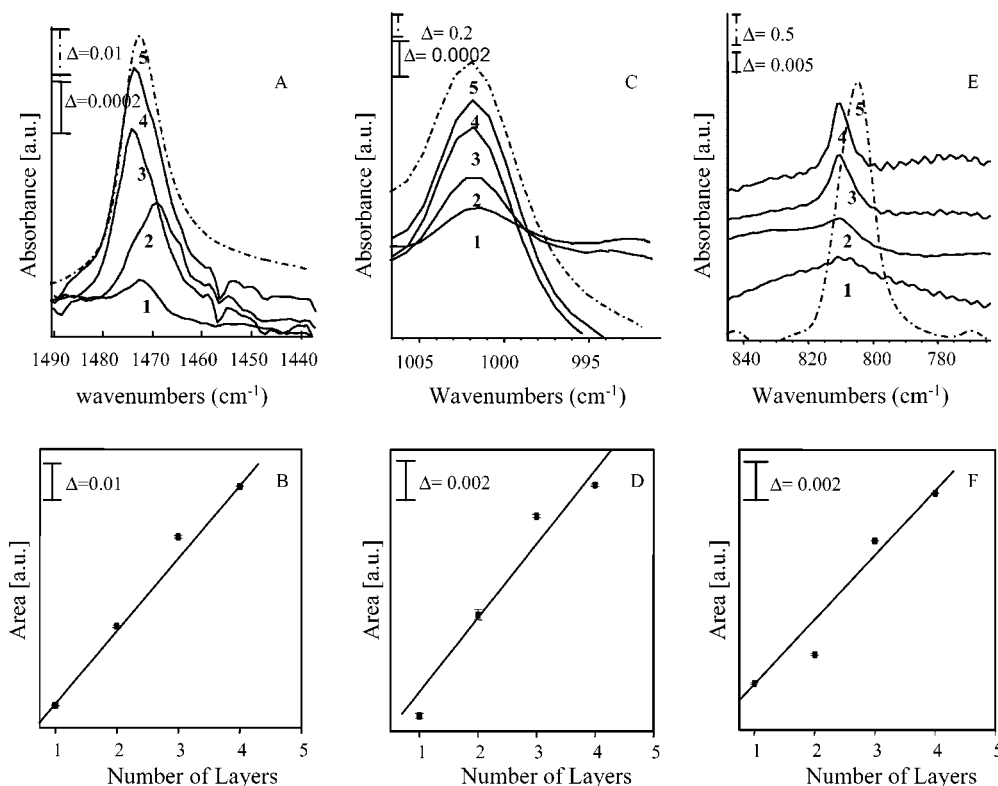 Δ=0.01
Δ=0.0002
A
5
4
3
2
1
Absorbance [a.u.]
1490 1480 1470 1460 1450 1440
wavenumbers (cm-1)
Δ= 0.2
Δ= 0.0002
C
5
4
3
2
1
Absorbance [a.u.]
1005 1000 995
Wavenumbers (cm-1)
Δ= 0.5
Δ= 0.005
E
5
4
3
2
1
Absorbance [a.u.]
840 820 800 780
Wavenumbers (cm-1)
Δ=0.01
B
Area [a.u.]
1 2 3 4 5
Number of Layers
Δ= 0.002
D
Area [a.u.]
1 2 3 4 5
Number of Layers
Δ= 0.002
F
Area [a.u.]
1 2 3 4 5
Number of Layers